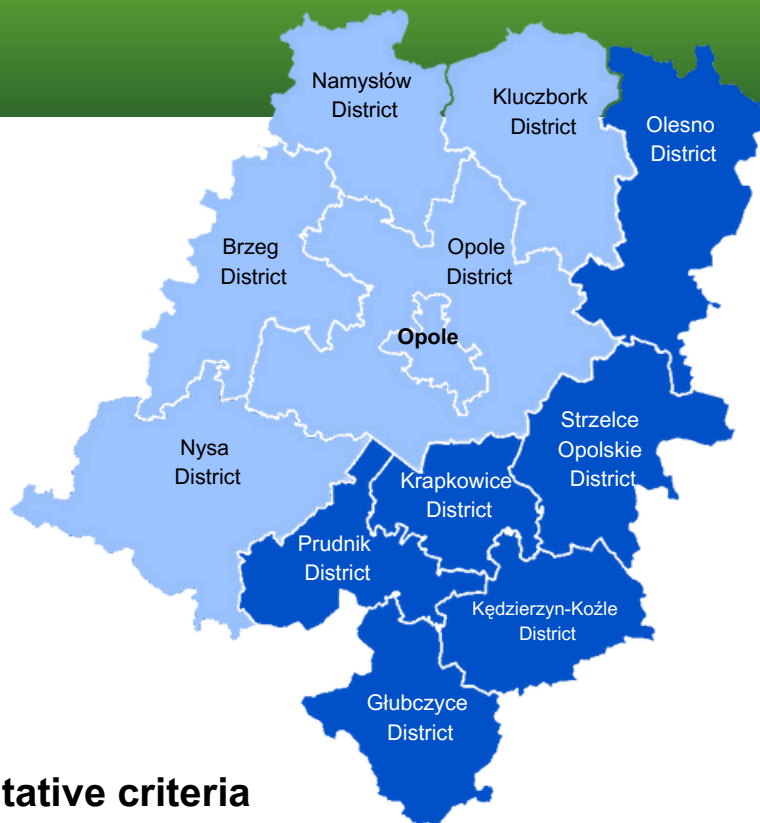 Namysłów
District
Kluczbork
District
Olesno
District
Brzeg
District
Opole
District
Opole
Strzelce
Opolskie
District
Nysa
District
Krapkowice
District
Prudnik
District
Kędzierzyn-Koźle
District
Głubczyce
District
tative criteria